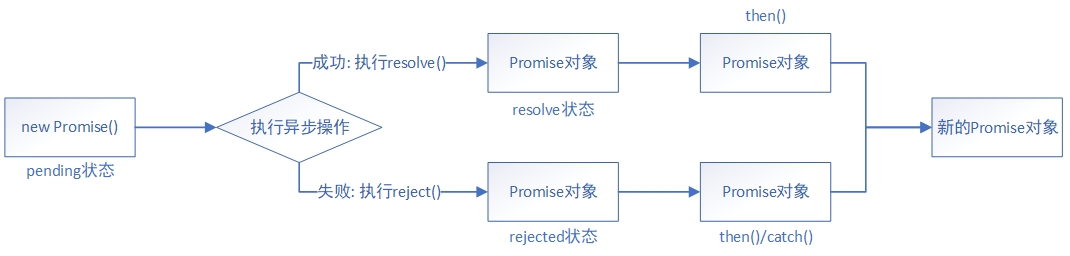 new Promise()
pending状态
执行异步操作
成功: 执行resolve()
Promise对象
resolve状态
then()
Promise对象
失败: 执行reject()
Promise对象
rejected状态
Promise对象
then()/catch()
新的Promise对象